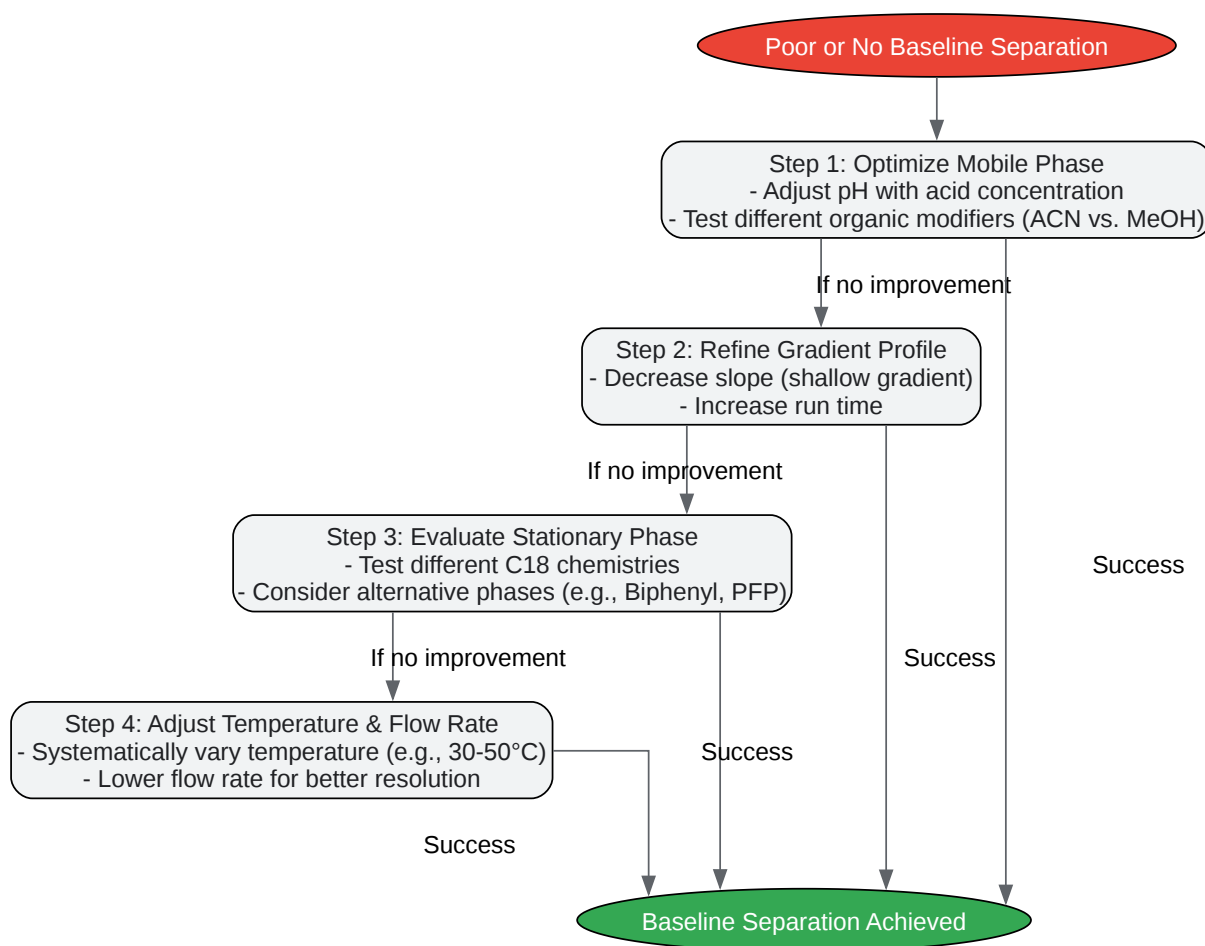 Poor or No Baseline Separation
Step 1: Optimize Mobile Phase
- Adjust pH with acid concentration
- Test different organic modifiers (ACN vs. MeOH)
If no improvement
Step 2: Refine Gradient Profile
- Decrease slope (shallow gradient)
- Increase run time
If no improvement
Step 3: Evaluate Stationary Phase
- Test different C18 chemistries
- Consider alternative phases (e.g., Biphenyl, PFP)
Success
If no improvement
Success
Step 4: Adjust Temperature & Flow Rate
- Systematically vary temperature (e.g., 30-50°C)
- Lower flow rate for better resolution
Success
Success
Baseline Separation Achieved